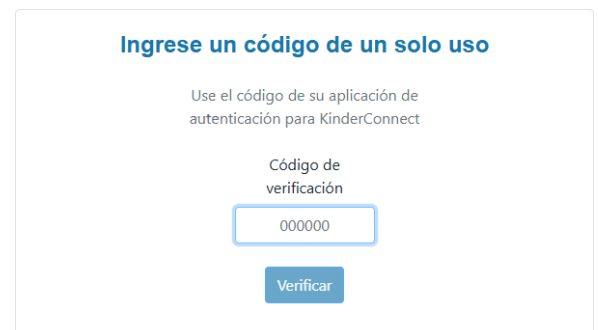 Ingrese un código de un solo uso
Use el código de su aplicación de
autenticación para KinderConnect
Código de
verificación
000000
Verificar